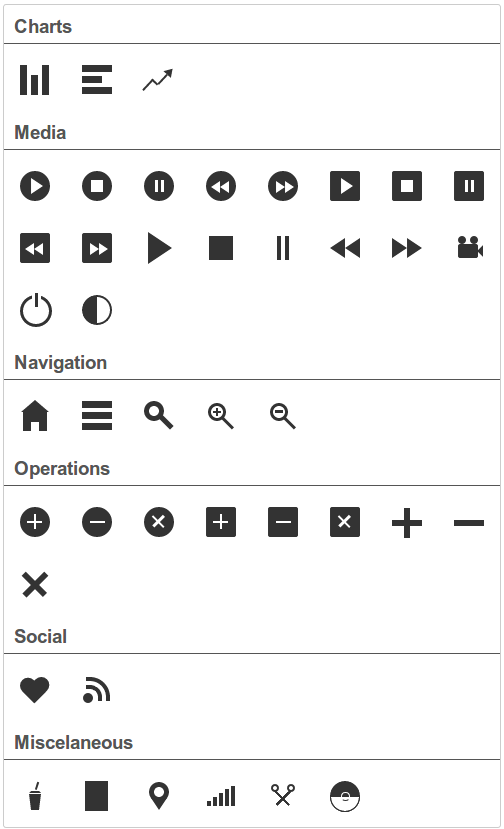 Charts
Media
Navigation
Operations
Social
Miscelaneous